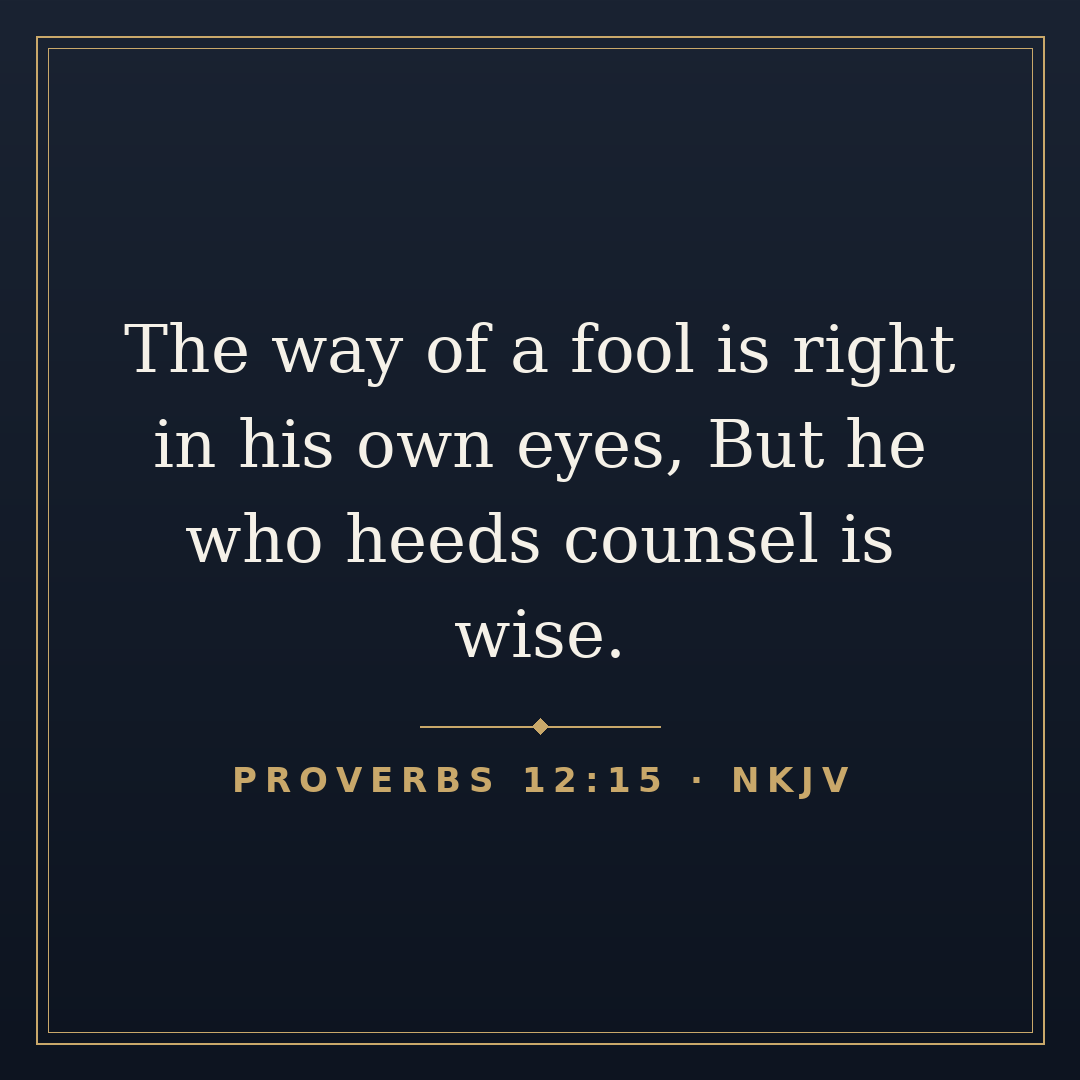 The way of a fool is right
in his own eyes, But he
who heeds counsel is
wise.
PROVERBS 12:15 · NKJV